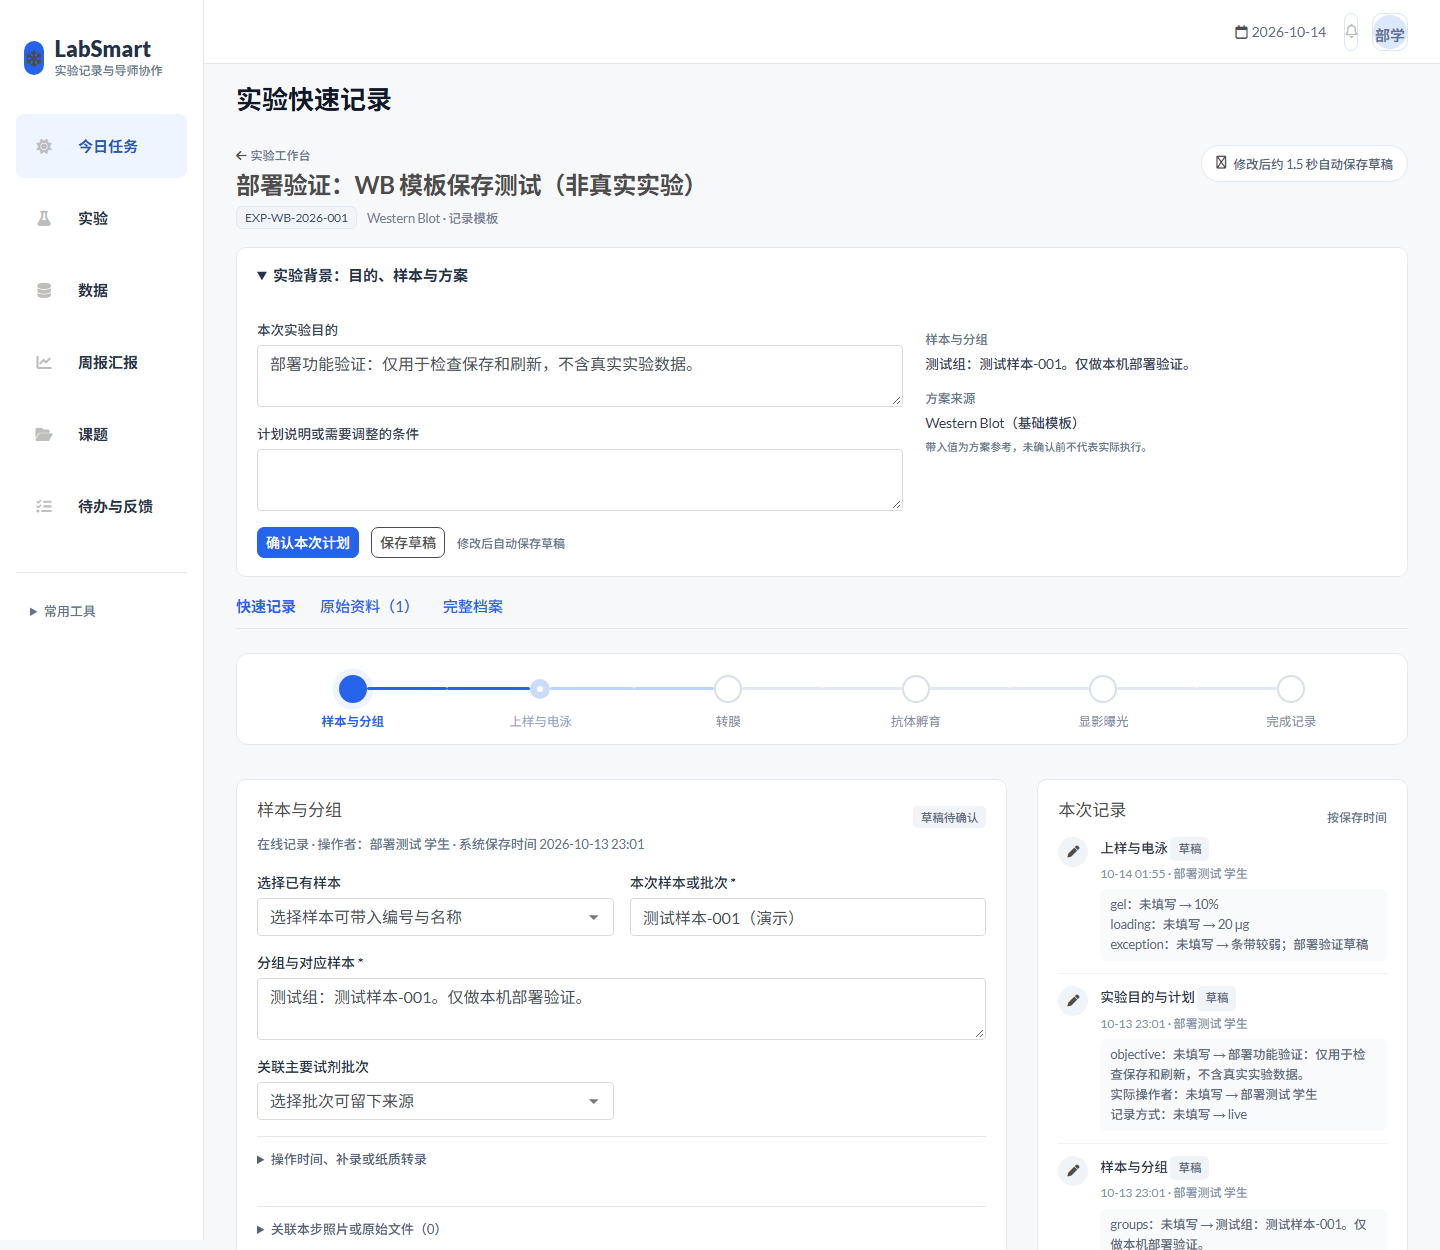 LabSmart
实验记录与导师协作
今日任务
实验
数据
周报汇报
课题
待办与反馈
常用工具
2026-10-14
部学
实验快速记录
实验工作台
部署验证：WB 模板保存测试（非真实实验）
EXP-WB-2026-001
Western Blot · 记录模板
修改后约 1.5 秒自动保存草稿
实验背景：目的、样本与方案
本次实验目的
部署功能验证：仅用于检查保存和刷新，不含真实实验数据。
计划说明或需要调整的条件
确认本次计划
保存草稿
修改后自动保存草稿
样本与分组
测试组：测试样本-001。仅做本机部署验证。
方案来源
Western Blot（基础模板）
带入值为方案参考，未确认前不代表实际执行。
快速记录
原始资料（1）
完整档案
样本与分组
上样与电泳
转膜
抗体孵育
显影曝光
完成记录
样本与分组
草稿待确认
在线记录 · 操作者：部署测试 学生 · 系统保存时间 2026-10-13 23:01
选择已有样本
选择样本可带入编号与名称
本次样本或批次 *
测试样本-001（演示）
分组与对应样本 *
测试组：测试样本-001。仅做本机部署验证。
关联主要试剂批次
选择批次可留下来源
操作时间、补录或纸质转录
关联本步照片或原始文件（0）
本次记录
按保存时间
上样与电泳 草稿
10-14 01:55 · 部署测试 学生
gel：未填写 → 10%
loading：未填写 → 20 µg
exception：未填写 → 条带较弱；部署验证草稿
实验目的与计划 草稿
10-13 23:01 · 部署测试 学生
objective：未填写 → 部署功能验证：仅用于检
查保存和刷新，不含真实实验数据。
实际操作者：未填写 → 部署测试 学生
记录方式：未填写 → live
样本与分组 草稿
10-13 23:01 · 部署测试 学生
groups：未填写 → 测试组：测试样本-001。仅
做本机部署验证。